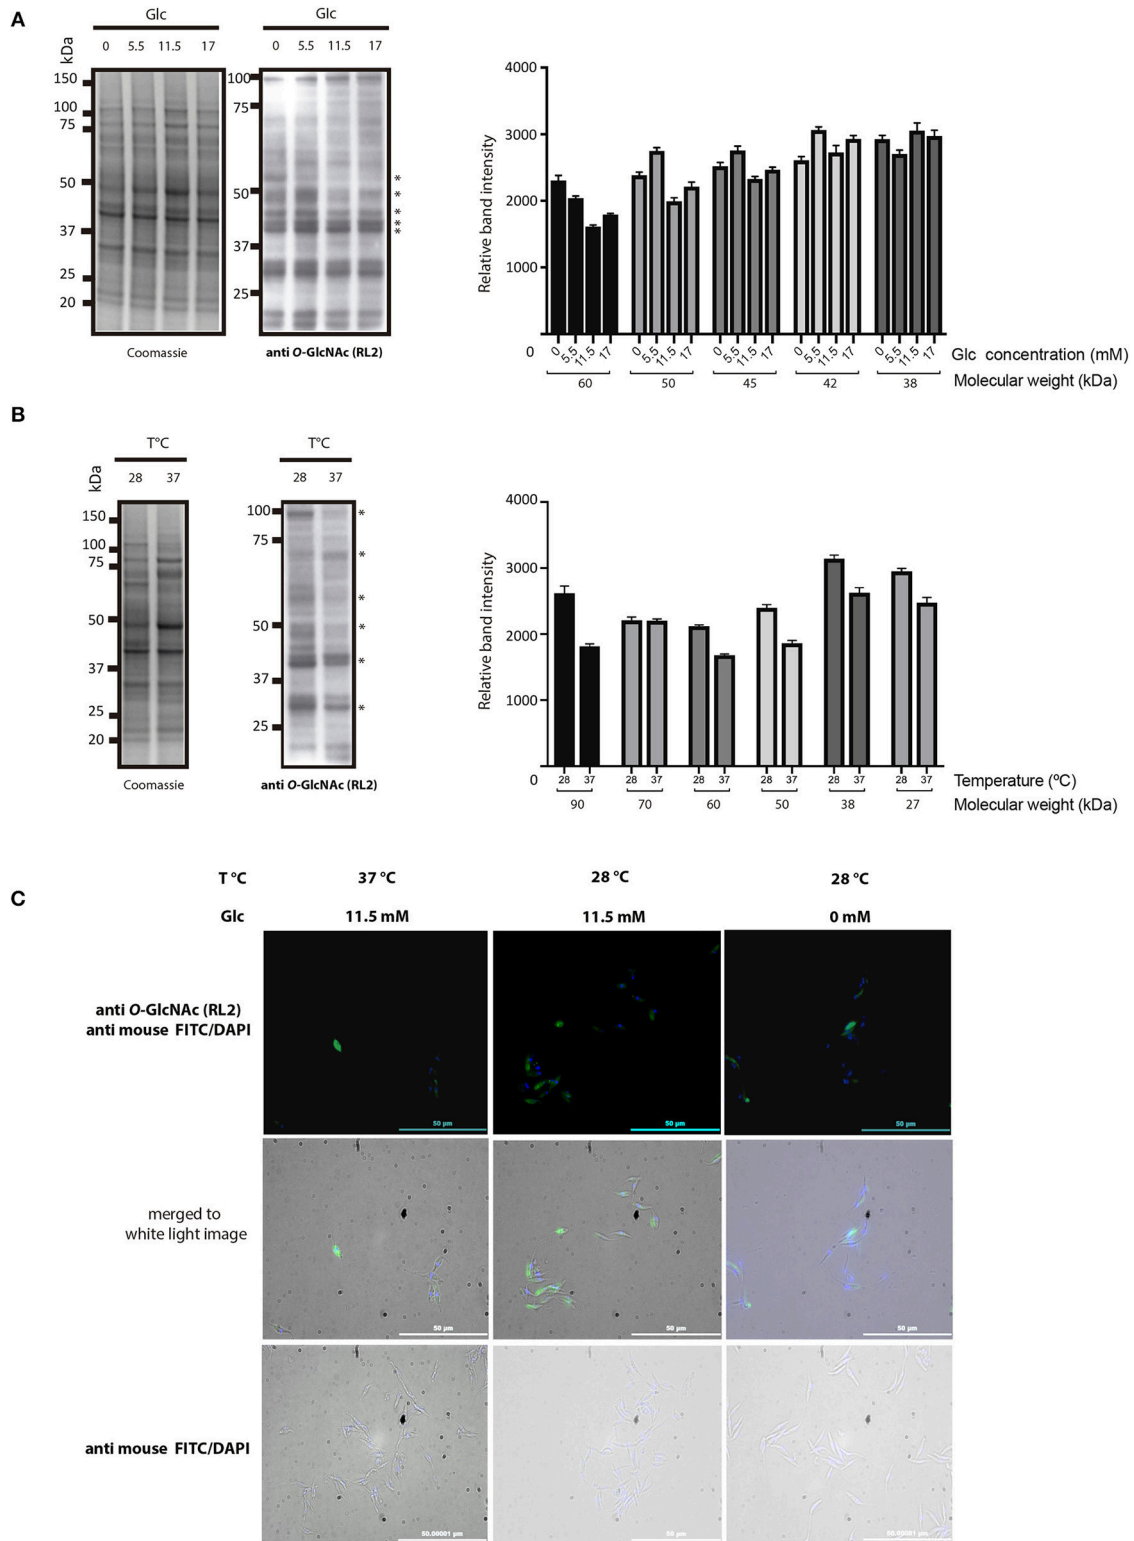 A
Glc
Glc
kDa
0 5.5 11.5 17
0 5.5 11.5 17
150
100
75
50
37
25
20
100
75
50
37
25
*
*
*
***
Coomassie
anti O-GlcNAc (RL2)
Relative band intensity
4000
3000
2000
1000
0
0 5.5 11.5 17 0 5.5 11.5 17 0 5.5 11.5 17 0 5.5 11.5 17 0 5.5 11.5 17
Glc concentration (mM)
60 50 45 42 38
Molecular weight (kDa)
B
T°C
T°C
kDa
28 37
28 37
150
100
75
50
37
25
20
100
75
50
37
25
*
*
*
*
*
*
Coomassie
anti O-GlcNAc (RL2)
Relative band intensity
4000
3000
2000
1000
0
28 37 28 37 28 37 28 37 28 37 28 37
Temperature (ºC)
90 70 60 50 38 27
Molecular weight (kDa)
C
T °C 37 °C 28 °C 28 °C
Glc 11.5 mM 11.5 mM 0 mM
anti O-GlcNAc (RL2)
anti mouse FITC/DAPI
50 µm 50 µm 50 µm
merged to
white light image
50 µm 50 µm 50 µm
anti mouse FITC/DAPI
50.00001 µm 50 µm 50.00001 µm